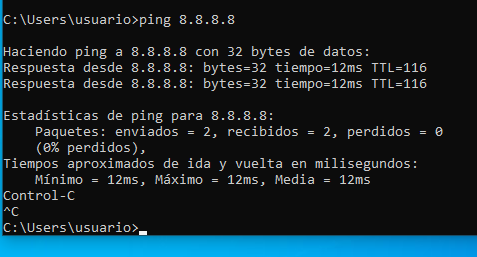 C:\Users\usuario>ping 8.8.8.8
Haciendo ping a 8.8.8.8 con 32 bytes de datos:
Respuesta desde 8.8.8.8: bytes=32 tiempo=12ms TTL=116
Respuesta desde 8.8.8.8: bytes=32 tiempo=12ms TTL=116
Estadísticas de ping para 8.8.8.8:
    Paquetes: enviados = 2, recibidos = 2, perdidos = 0
    (0% perdidos),
Tiempos aproximados de ida y vuelta en milisegundos:
    Mínimo = 12ms, Máximo = 12ms, Media = 12ms
Control-C
^C
C:\Users\usuario>